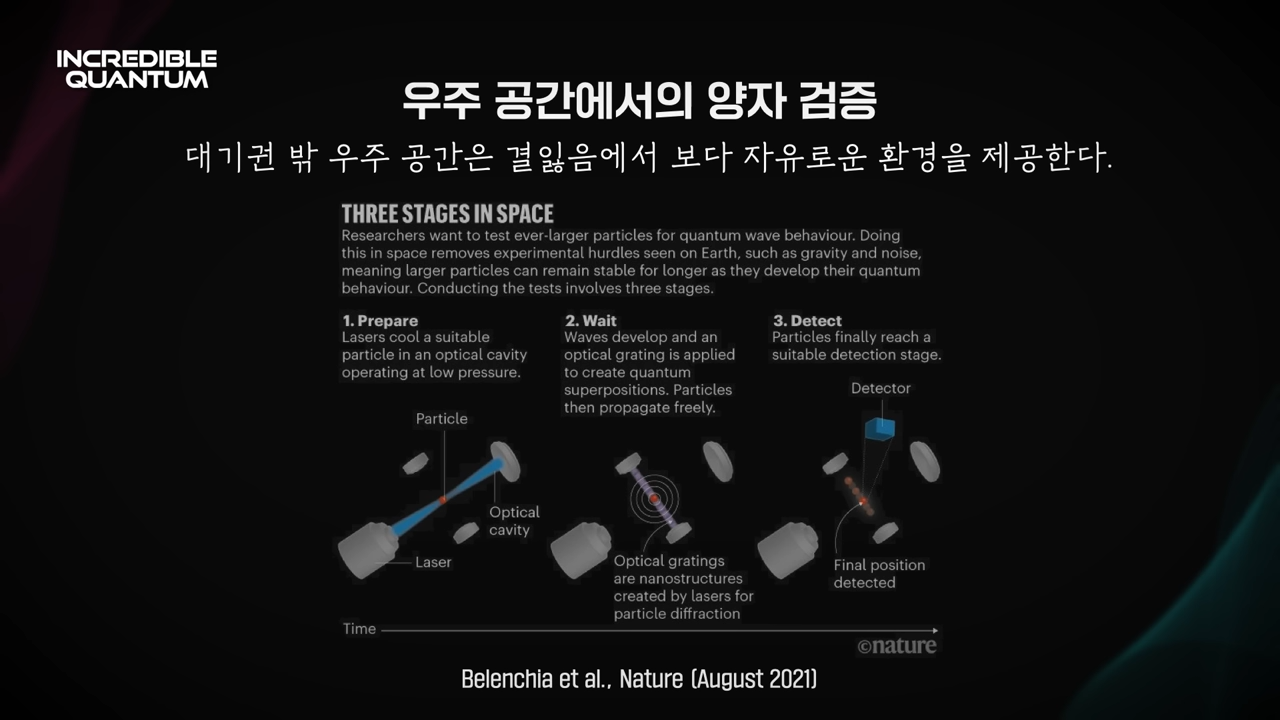 INCREDIBLE
QUANTUM
우주 공간에서의 양자 검증
대기권 밖 우주 공간은 결잃음에서 보다 자유로운 환경을 제공한다.
THREE STAGES IN SPACE
Researchers want to test ever-larger particles for quantum wave behaviour. Doing
this in space removes experimental hurdles seen on Earth, such as gravity and noise,
meaning larger particles can remain stable for longer as they develop their quantum
behaviour. Conducting the tests involves three stages.
1. Prepare
Lasers cool a suitable
particle in an optical cavity
operating at low pressure.
Particle
Optical
cavity
Laser
2. Wait
Waves develop and an
optical grating is applied
to create quantum
superpositions. Particles
then propagate freely.
Optical gratings
are nanostructures
created by lasers for
particle diffraction
3. Detect
Particles finally reach a
suitable detection stage.
Detector
Final position
detected
Time
©nature
Belenchia et al., Nature (August 2021)